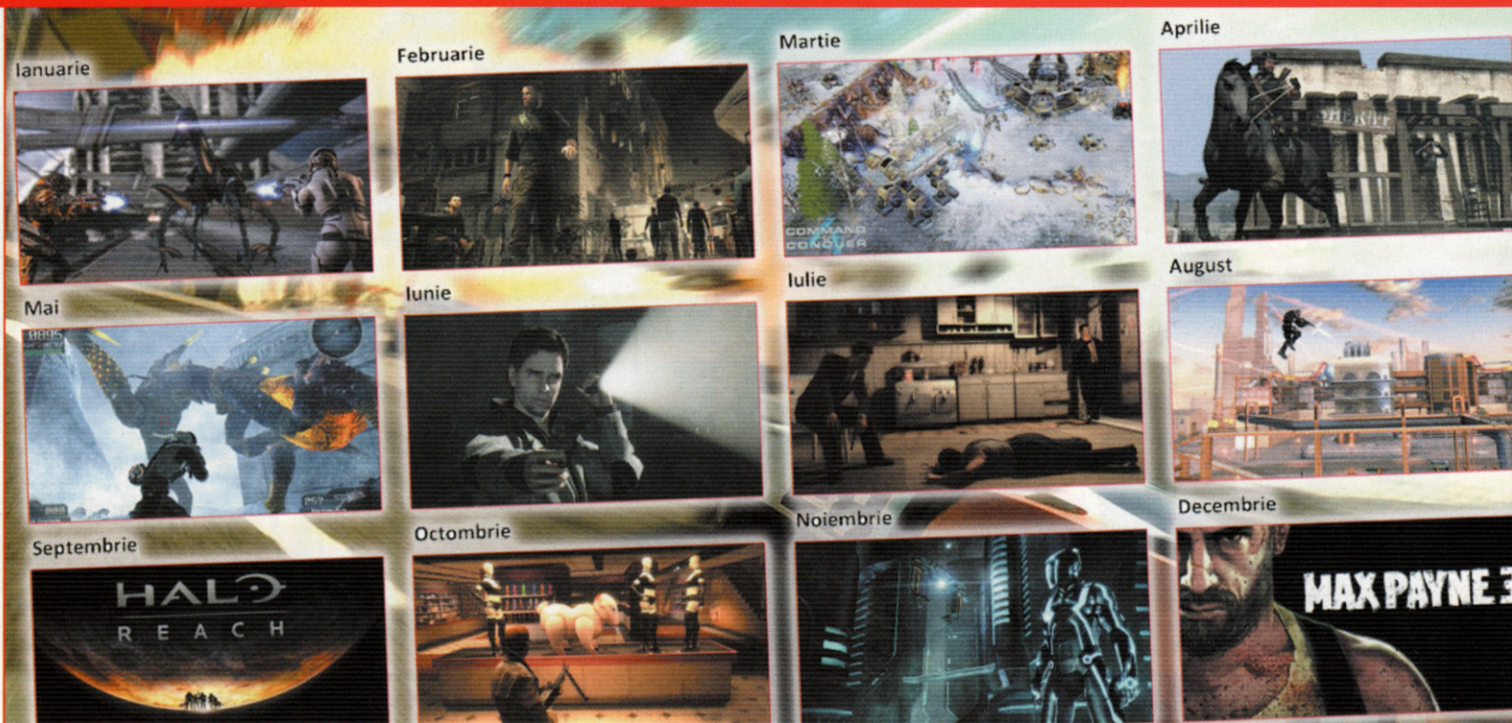 Ianuarie
Februarie
Martie
Aprilie
COMMAND
CONQUER
SHERIFF
Mai
Iunie
Iulie
August
Septembrie
Octombrie
Noiembrie
Decembrie
HALO
REACH
MAX PAYNE 3